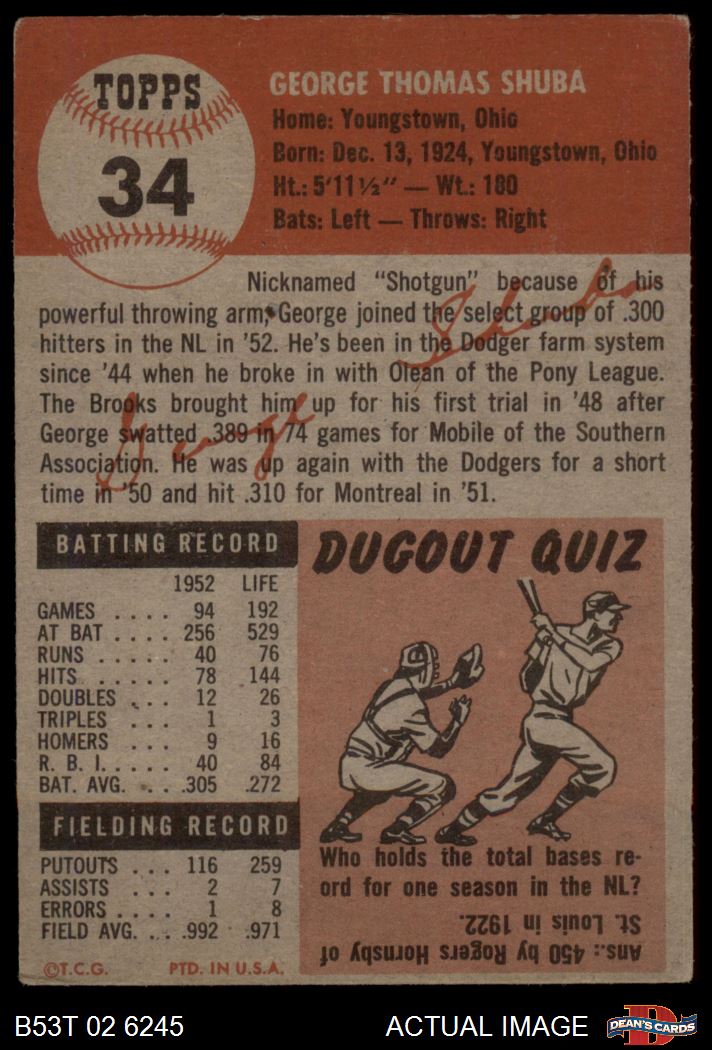 TOPPS
34
GEORGE THOMAS SHUBA
Home: Youngstown, Ohio
Born: Dec. 13, 1924, Youngstown, Ohio
Ht.: 5'11½" — Wt.: 180
Bats: Left — Throws: Right
Nicknamed "Shotgun" because of his
powerful throwing arm, George joined the select group of .300
hitters in the NL in '52. He's been in the Dodger farm system
since '44 when he broke in with Olean of the Pony League.
The Brooks brought him up for his first trial in '48 after
George swatted .389 in 74 games for Mobile of the Southern
Association. He was up again with the Dodgers for a short
time in '50 and hit .310 for Montreal in '51.
George Shuba
BATTING RECORD
1952 LIFE
GAMES .... 94 192
AT BAT .... 256 529
RUNS .... 40 76
HITS .... 78 144
DOUBLES ... 12 26
TRIPLES ... 1 3
HOMERS ... 9 16
R. B. I. .... 40 84
BAT. AVG. ... .305 .272
FIELDING RECORD
PUTOUTS ... 116 259
ASSISTS ... 2 7
ERRORS .... 1 8
FIELD AVG. ... .992 .971
©T.C.G. PTD. IN U.S.A.
DUGOUT QUIZ
Who holds the total bases re-
ord for one season in the NL?
Ans.: 450 by Rogers Hornsby of
St. Louis in 1922.
B53T 02 6245
ACTUAL IMAGE
DEAN'S CARDS